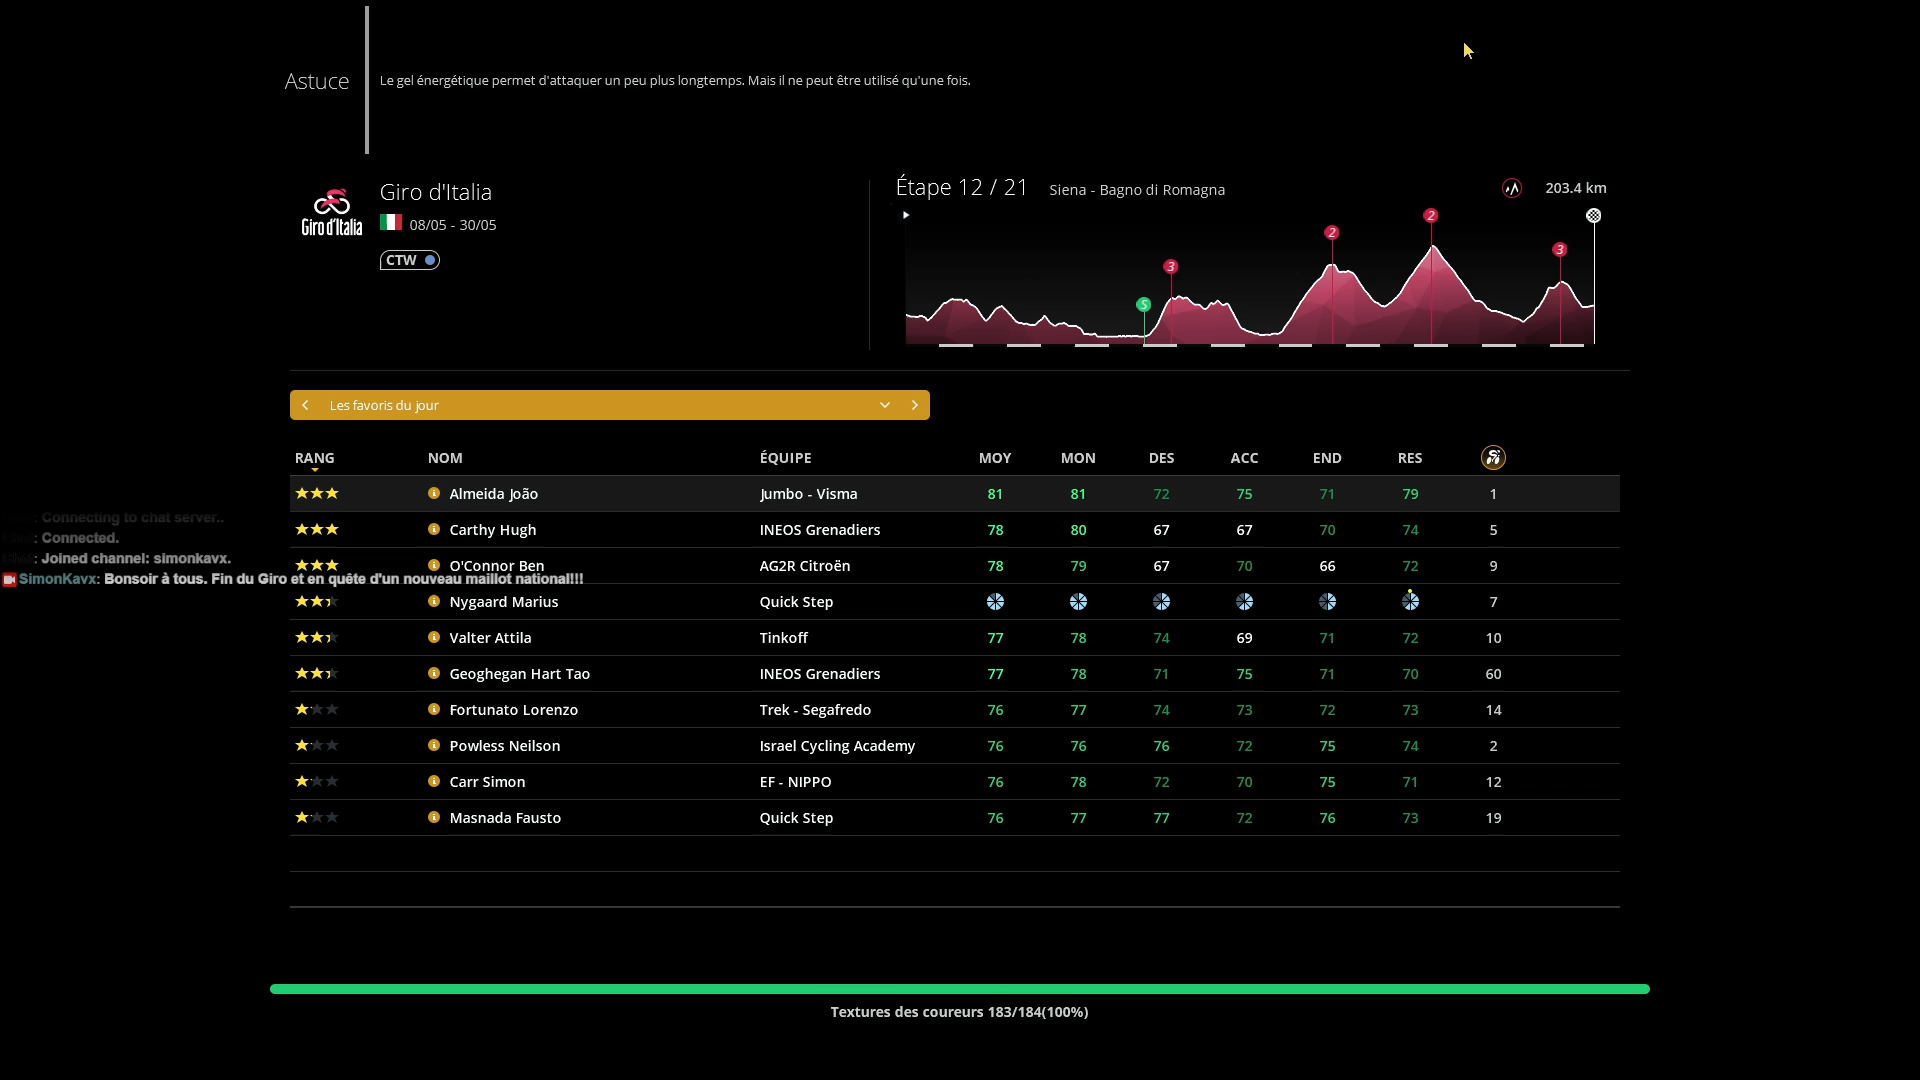 Astuce
Le gel énergétique permet d'attaquer un peu plus longtemps. Mais il ne peut être utilisé qu'une fois.
Giro d'Italia
Giro d'Italia
08/05 - 30/05
CTW
Étape 12 / 21 Siena - Bagno di Romagna 203.4 km
S 3 2 2 3
Les favoris du jour
RANG NOM ÉQUIPE MOY MON DES ACC END RES
Almeida João Jumbo - Visma 81 81 72 75 71 79 1
Carthy Hugh INEOS Grenadiers 78 80 67 67 70 74 5
O'Connor Ben AG2R Citroën 78 79 67 70 66 72 9
Nygaard Marius Quick Step 7
Valter Attila Tinkoff 77 78 74 69 71 72 10
Geoghegan Hart Tao INEOS Grenadiers 77 78 71 75 71 70 60
Fortunato Lorenzo Trek - Segafredo 76 77 74 73 72 73 14
Powless Neilson Israel Cycling Academy 76 76 76 72 75 74 2
Carr Simon EF - NIPPO 76 78 72 70 75 71 12
Masnada Fausto Quick Step 76 77 77 72 76 73 19
: Connecting to chat server..
: Connected.
: Joined channel: simonkavx.
SimonKavx: Bonsoir à tous. Fin du Giro et en quête d'un nouveau maillot national!!!
Textures des coureurs 183/184(100%)